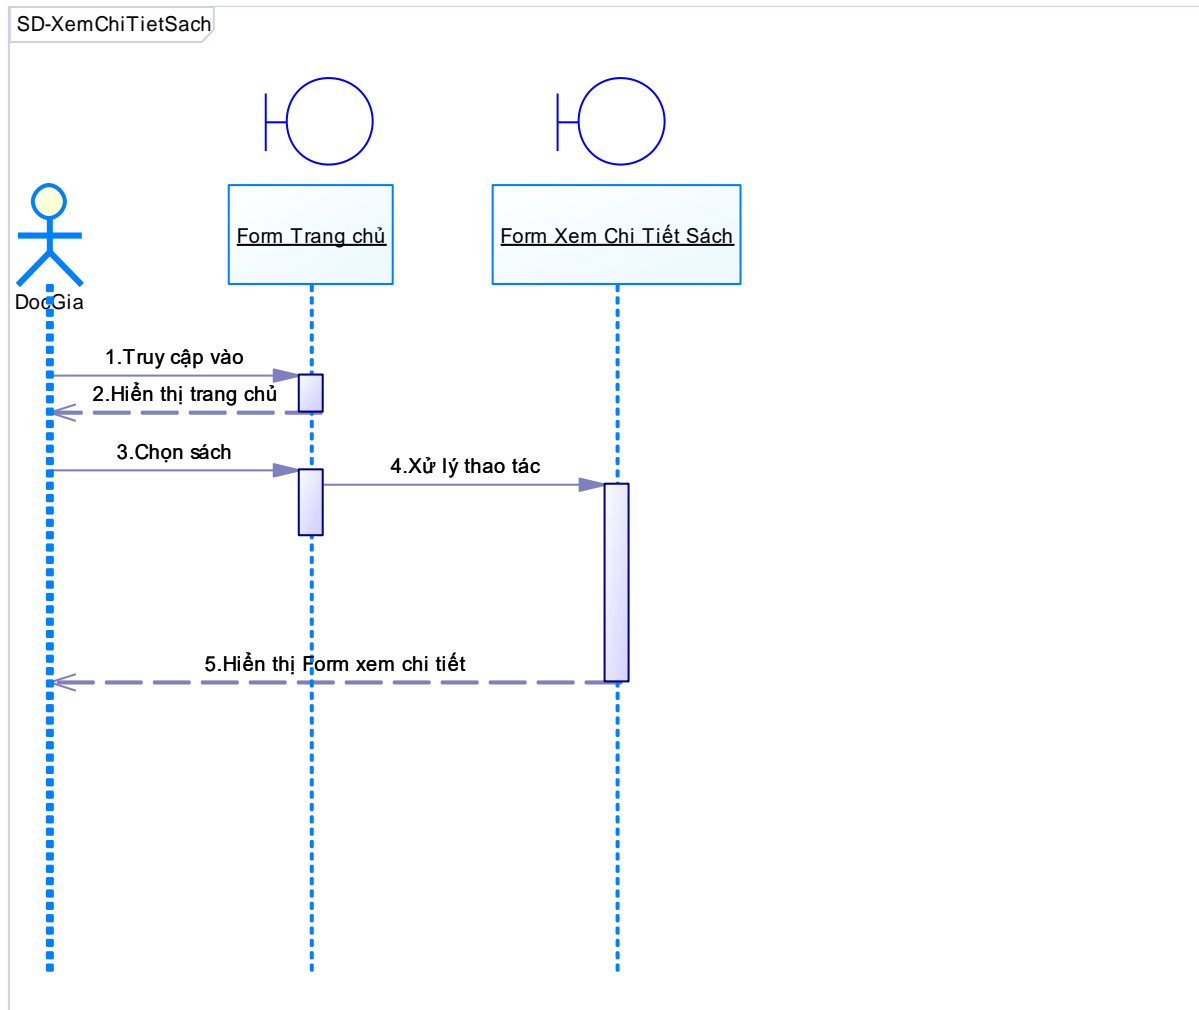 SD-XemChiTietSach
Form Trang chủ
Form Xem Chi Tiết Sách
DocGia
1.Truy cập vào
2.Hiển thị trang chủ
3.Chọn sách
4.Xử lý thao tác
5.Hiển thị Form xem chi tiết